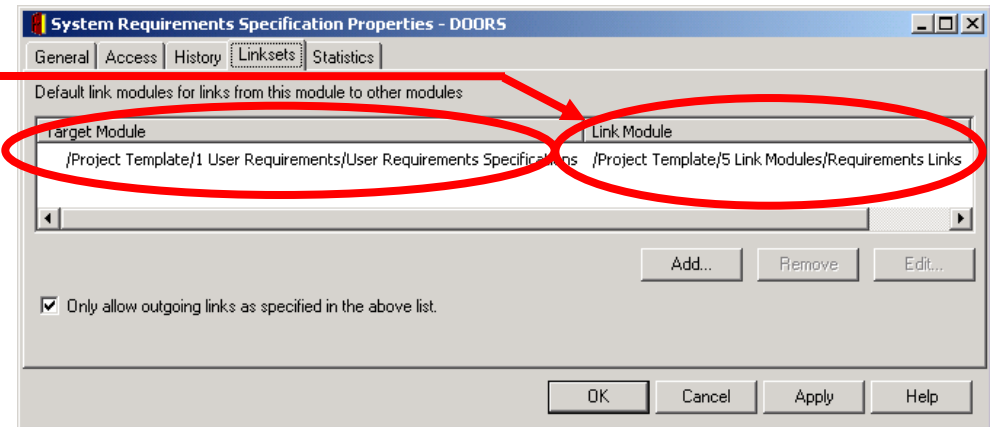 System Requirements Specification Properties - DOORS
General Access History Linksets Statistics
Default link modules for links from this module to other modules
Target Module Link Module
/Project Template/1 User Requirements/User Requirements Specifications /Project Template/5 Link Modules/Requirements Links
Add... Remove Edit...
Only allow outgoing links as specified in the above list.
OK Cancel Apply Help